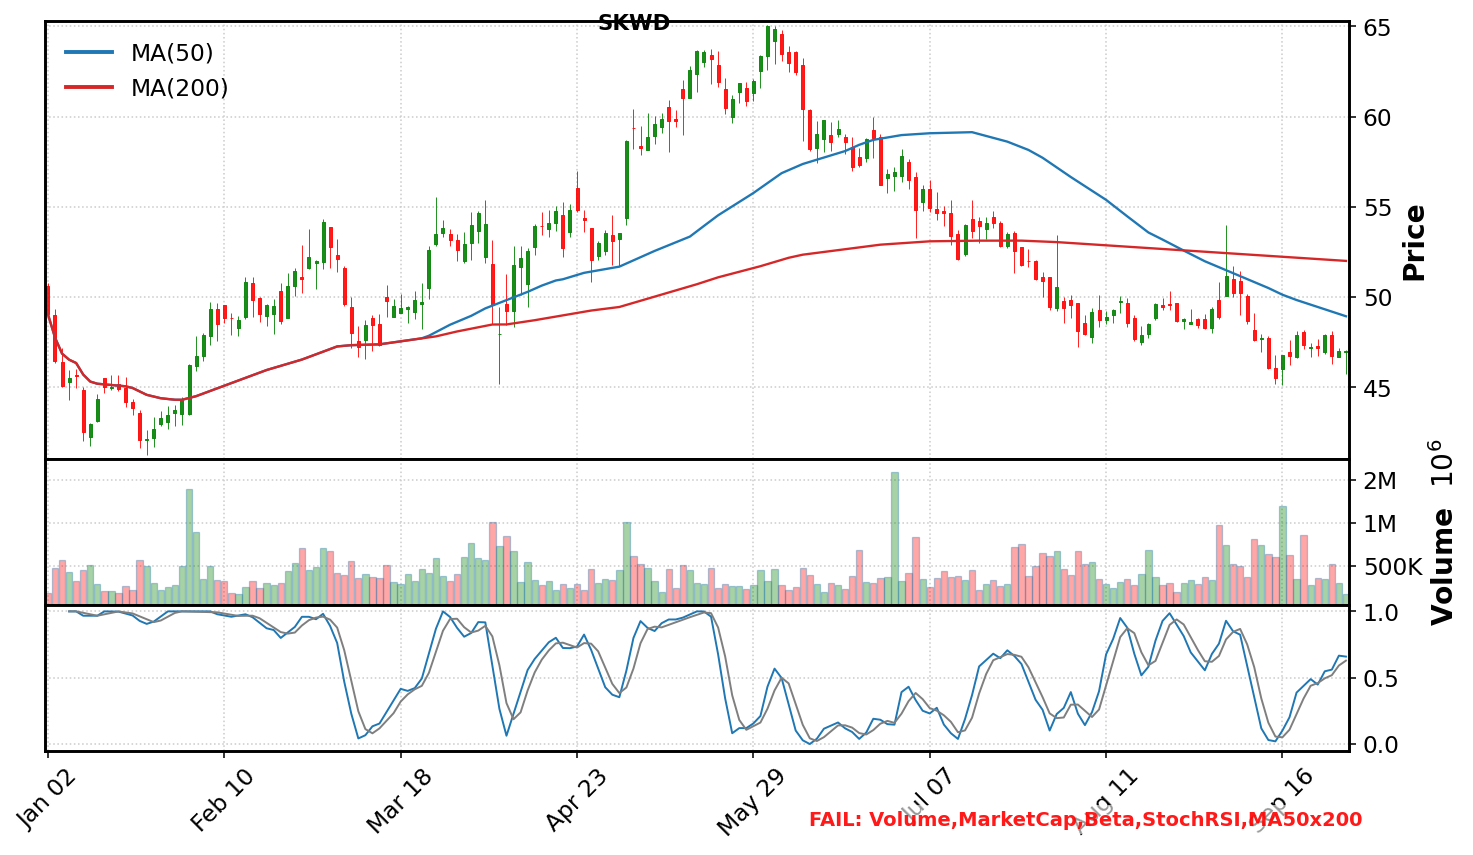 SKWD
MA(50)
MA(200)
65
60
55
50
45
Price
2M
1M
500K
Volume 10⁶
1.0
0.5
0.0
Jan 02
Feb 10
Mar 18
Apr 23
May 29
Jul 07
Aug 11
Sep 16
FAIL: Volume,MarketCap,Beta,StochRSI,MA50x200